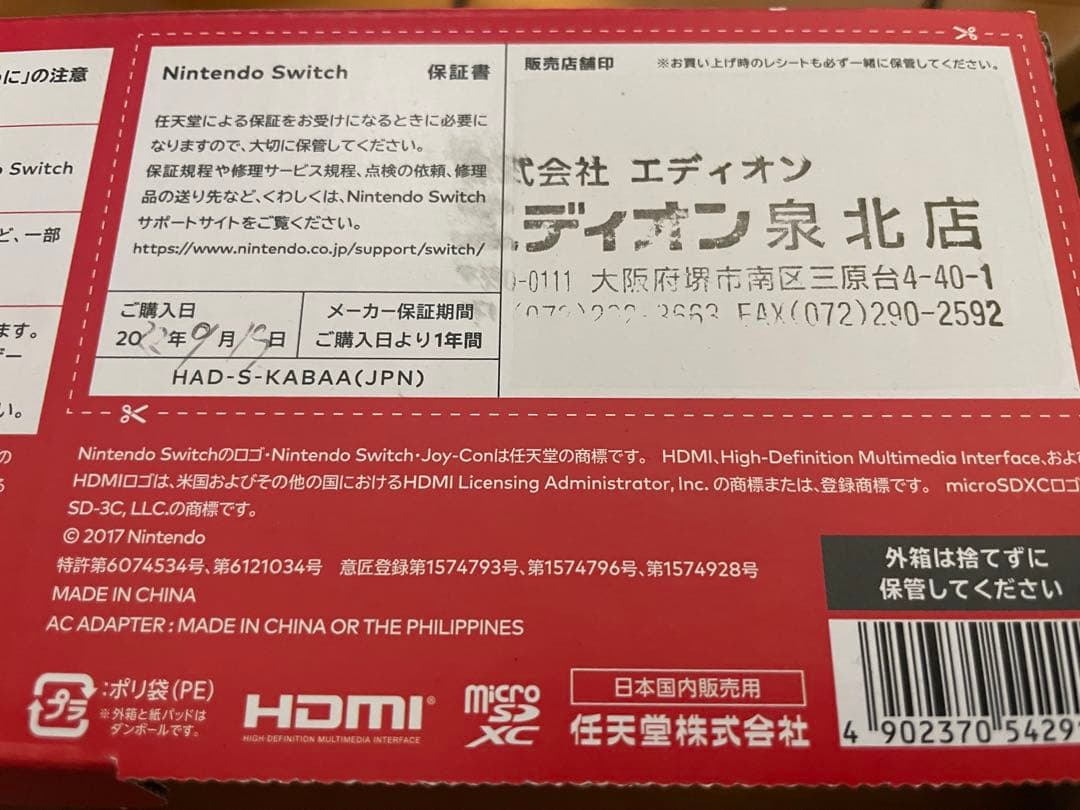 に」の注意
Switch
ど、一部
ます。
い。
Nintendo Switch 保証書
任天堂による保証をお受けになるときに必要に
なりますので、大切に保管してください。
保証規程や修理サービス規程、点検の依頼、修理
品の送り先など、くわしくは、Nintendo Switch
サポートサイトをご覧ください。
https://www.nintendo.co.jp/support/switch/
ご購入日
2022年9月19日
メーカー保証期間
ご購入日より1年間
HAD-S-KABAA(JPN)
販売店舗印 ※お買い上げ時のレシートも必ず一緒に保管してください。
式会社 エディオン
エディオン泉北店
-0111 大阪府堺市南区三原台4-40-1
FAX(072)290-2592
Nintendo Switchのロゴ・Nintendo Switch・Joy-Conは任天堂の商標です。 HDMI、High-Definition Multimedia Interface、およ
HDMIロゴは、米国およびその他の国におけるHDMI Licensing Administrator, Inc. の商標または、登録商標です。 microSDXCロゴ
SD-3C, LLC.の商標です。
© 2017 Nintendo
特許第6074534号、第6121034号 意匠登録第1574793号、第1574796号、第1574928号
MADE IN CHINA
AC ADAPTER : MADE IN CHINA OR THE PHILIPPINES
外箱は捨てずに
保管してください
プラ
:ポリ袋(PE)
※外箱と紙パッドは
ダンボールです。
HDMI®
HIGH-DEFINITION MULTIMEDIA INTERFACE
micro
SD
XC
日本国内販売用
任天堂株式会社
4 902370 5429